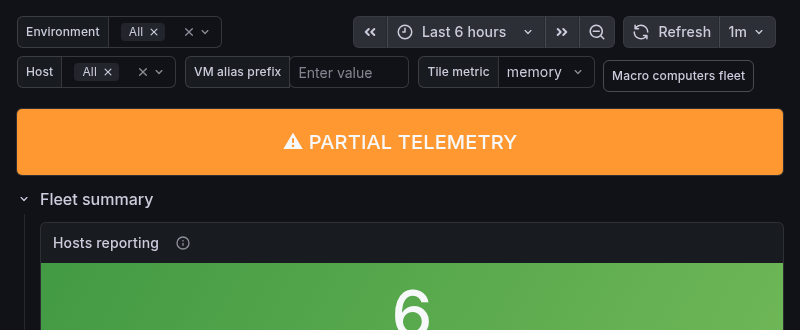 Environment All Last 6 hours Refresh 1m
Host All VM alias prefix Enter value Tile metric memory Macro computers fleet
PARTIAL TELEMETRY
Fleet summary
Hosts reporting
6